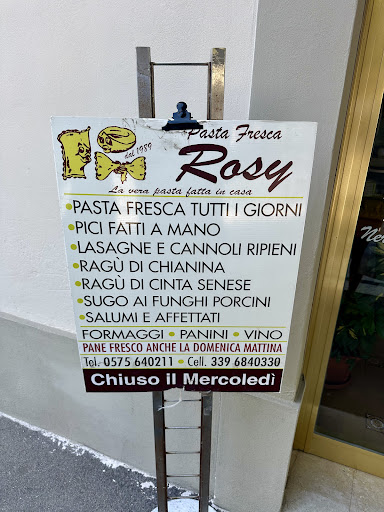 Pasta Fresca
dal 1989
Rosy
La vera pasta fatta in casa
•PASTA FRESCA TUTTI I GIORNI
•PICI FATTI A MANO
•LASAGNE E CANNOLI RIPIENI
•RAGÙ DI CHIANINA
•RAGÙ DI CINTA SENESE
•SUGO AI FUNGHI PORCINI
•SALUMI E AFFETTATI
FORMAGGI • PANINI • VINO
PANE FRESCO ANCHE LA DOMENICA MATTINA
Tel. 0575 640211 • Cell. 339 6840330
Chiuso il Mercoledì